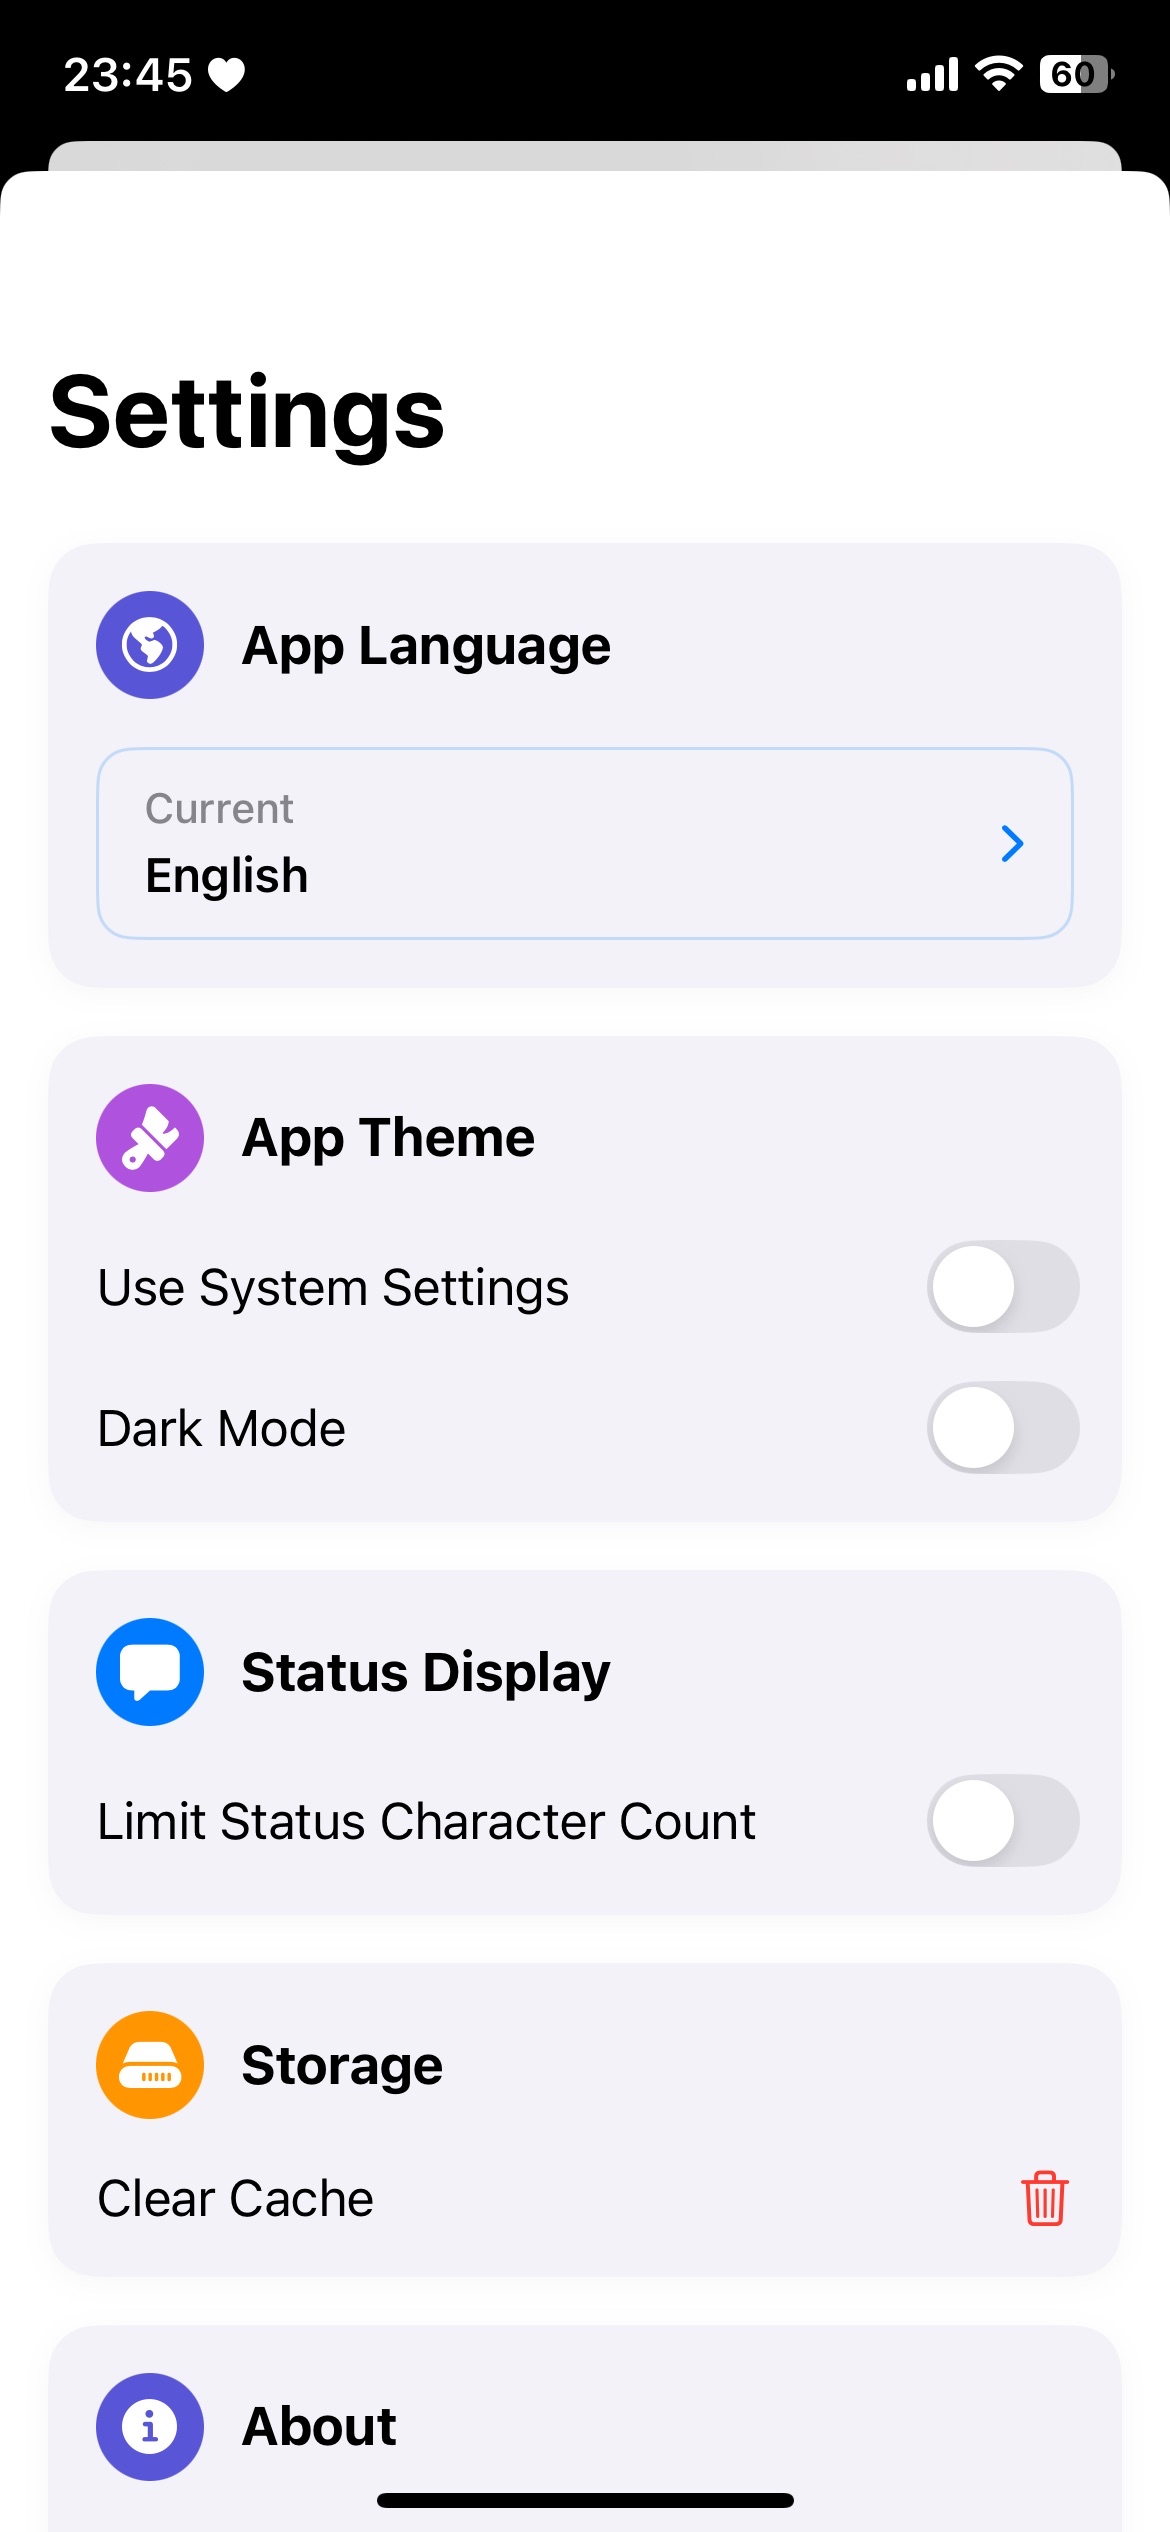 23:45
60
Settings
App Language
Current
English
App Theme
Use System Settings
Dark Mode
Status Display
Limit Status Character Count
Storage
Clear Cache
About